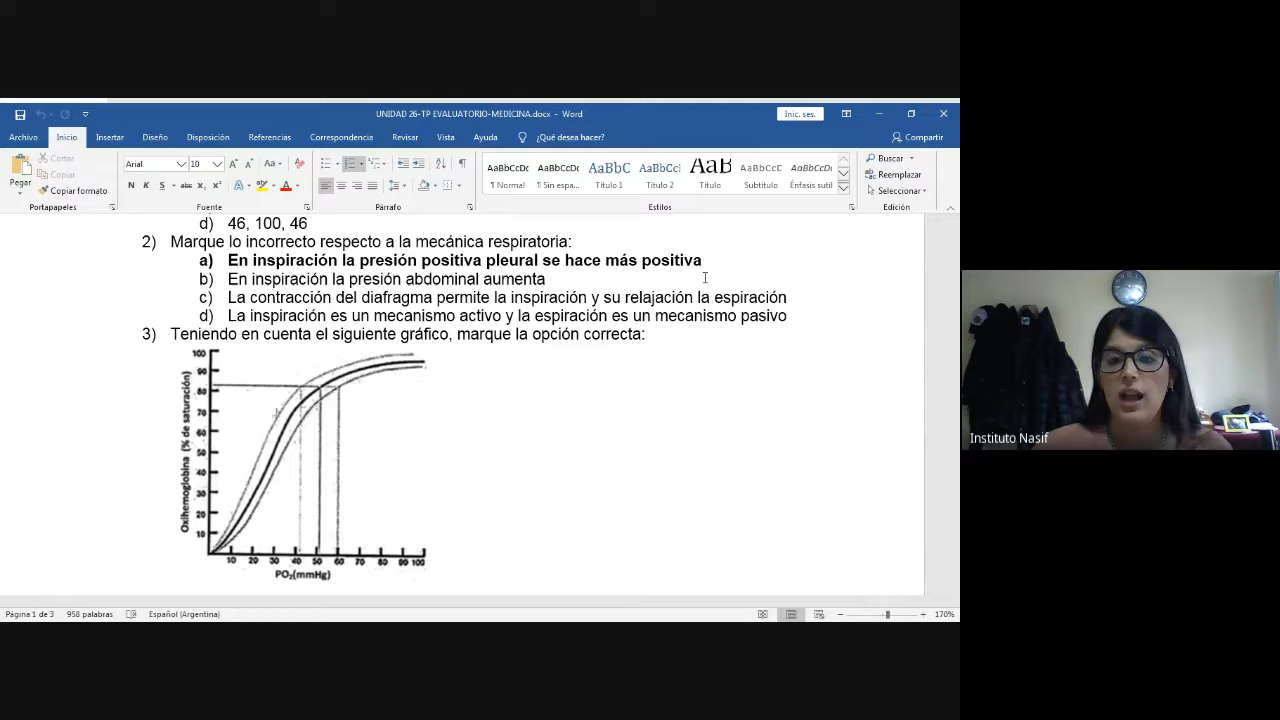 UNIDAD 26-TP EVALUATORIO-MEDICINA.docx - Word
Inic. ses.
Archivo Inicio Insertar Diseño Disposición Referencias Correspondencia Revisar Vista Ayuda ¿Qué desea hacer? Compartir
Pegar
Cortar
Copiar
Copiar formato
Portapapeles
Arial 10
Aa
N K S abc x₂ x²
Fuente
Párrafo
AaBbCcDc AaBbCcDc AaBbC AaBbCcI AaB AaBbCcD AaBbCcDc
¶ Normal ¶ Sin espa... Título 1 Título 2 Título Subtítulo Énfasis sutil
Estilos
Buscar
Reemplazar
Seleccionar
Edición
d) 46, 100, 46
2) Marque lo incorrecto respecto a la mecánica respiratoria:
a) En inspiración la presión positiva pleural se hace más positiva
b) En inspiración la presión abdominal aumenta
c) La contracción del diafragma permite la inspiración y su relajación la espiración
d) La inspiración es un mecanismo activo y la espiración es un mecanismo pasivo
3) Teniendo en cuenta el siguiente gráfico, marque la opción correcta:
Oxihemoglobina (% de saturación)
100
90
80
70
60
50
40
30
20
10
10 20 30 40 50 60 70 80 90 100
PO₂(mmHg)
Página 1 de 3 958 palabras Español (Argentina) 170%
Instituto Nasif